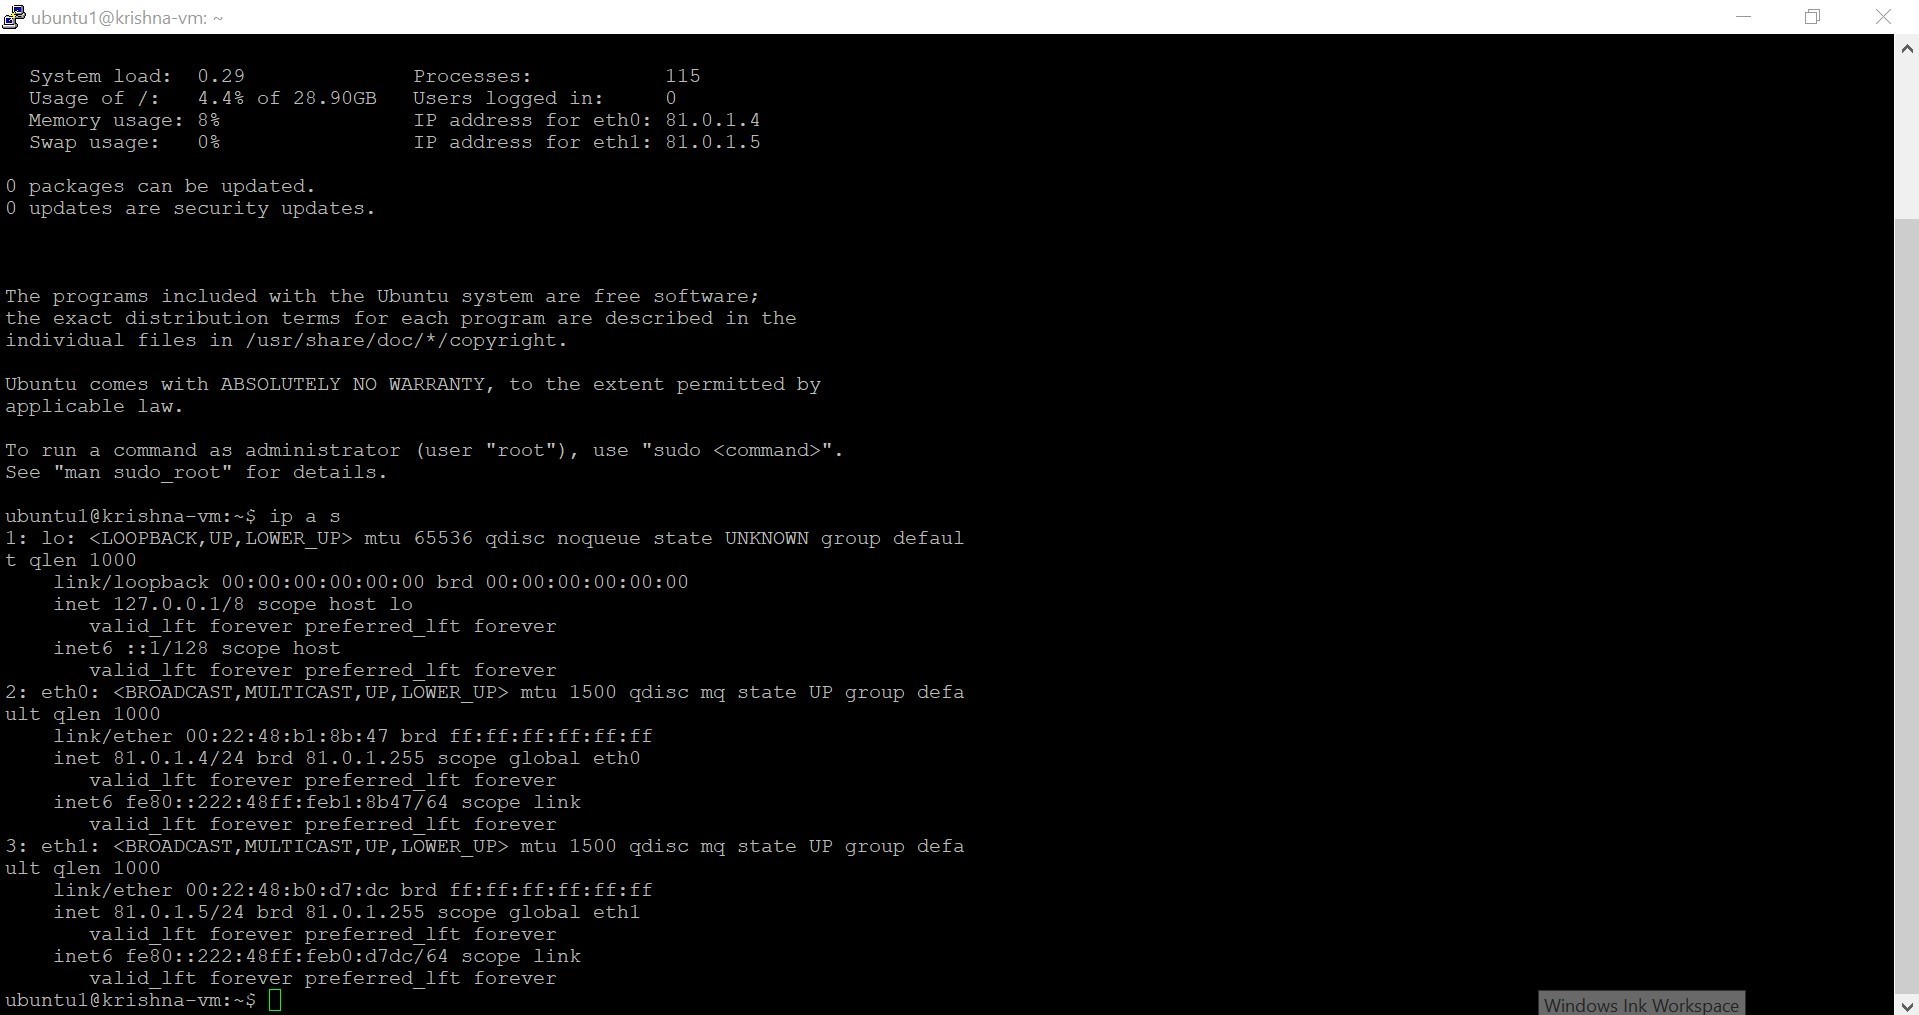 ubuntu1@krishna-vm: ~
System load:  0.29              Processes:           115
Usage of /:   4.4% of 28.90GB   Users logged in:     0
Memory usage: 8%                IP address for eth0: 81.0.1.4
Swap usage:   0%                IP address for eth1: 81.0.1.5
0 packages can be updated.
0 updates are security updates.
The programs included with the Ubuntu system are free software;
the exact distribution terms for each program are described in the
individual files in /usr/share/doc/*/copyright.
Ubuntu comes with ABSOLUTELY NO WARRANTY, to the extent permitted by
applicable law.
To run a command as administrator (user "root"), use "sudo <command>".
See "man sudo_root" for details.
ubuntu1@krishna-vm:~$ ip a s
1: lo: <LOOPBACK,UP,LOWER_UP> mtu 65536 qdisc noqueue state UNKNOWN group defaul
t qlen 1000
    link/loopback 00:00:00:00:00:00 brd 00:00:00:00:00:00
    inet 127.0.0.1/8 scope host lo
       valid_lft forever preferred_lft forever
    inet6 ::1/128 scope host
       valid_lft forever preferred_lft forever
2: eth0: <BROADCAST,MULTICAST,UP,LOWER_UP> mtu 1500 qdisc mq state UP group defa
ult qlen 1000
    link/ether 00:22:48:b1:8b:47 brd ff:ff:ff:ff:ff:ff
    inet 81.0.1.4/24 brd 81.0.1.255 scope global eth0
       valid_lft forever preferred_lft forever
    inet6 fe80::222:48ff:feb1:8b47/64 scope link
       valid_lft forever preferred_lft forever
3: eth1: <BROADCAST,MULTICAST,UP,LOWER_UP> mtu 1500 qdisc mq state UP group defa
ult qlen 1000
    link/ether 00:22:48:b0:d7:dc brd ff:ff:ff:ff:ff:ff
    inet 81.0.1.5/24 brd 81.0.1.255 scope global eth1
       valid_lft forever preferred_lft forever
    inet6 fe80::222:48ff:feb0:d7dc/64 scope link
       valid_lft forever preferred_lft forever
ubuntu1@krishna-vm:~$
Windows Ink Workspace